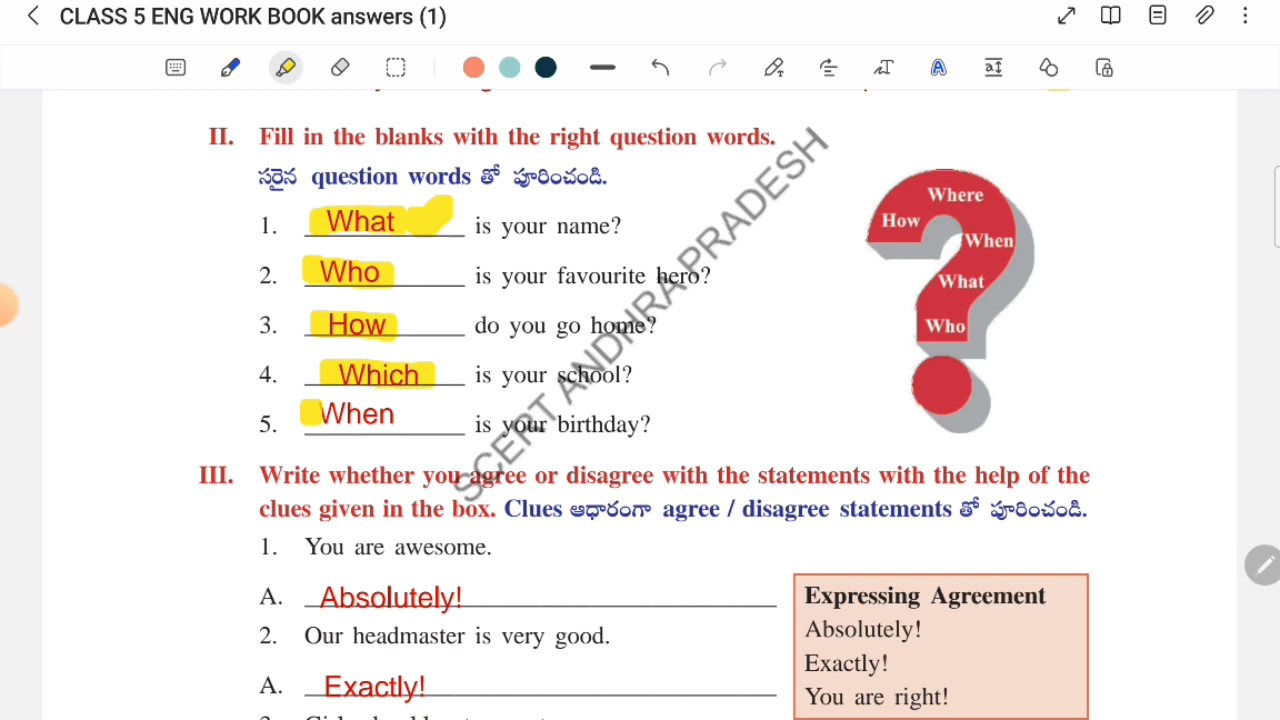 CLASS 5 ENG WORK BOOK answers (1)
II. Fill in the blanks with the right question words.
సరైన question words తో పూరించండి.
1. What is your name?
2. Who is your favourite hero?
3. How do you go home?
4. Which is your school?
5. When is your birthday?
Where
How
When
What
Who
SCERT ANDHRA PRADESH
III. Write whether you agree or disagree with the statements with the help of the
clues given in the box. Clues ఆధారంగా agree / disagree statements తో పూరించండి.
1. You are awesome.
A. Absolutely!
2. Our headmaster is very good.
A. Exactly!
Expressing Agreement
Absolutely!
Exactly!
You are right!